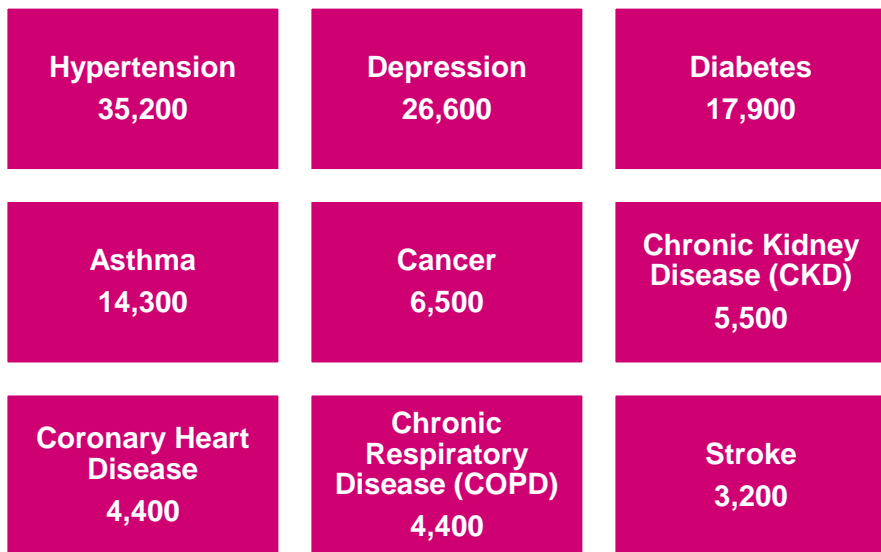 Hypertension
35,200
Depression
26,600
Diabetes
17,900
Asthma
14,300
Cancer
6,500
Chronic Kidney
Disease (CKD)
5,500
Coronary Heart
Disease
4,400
Chronic
Respiratory
Disease (COPD)
4,400
Stroke
3,200